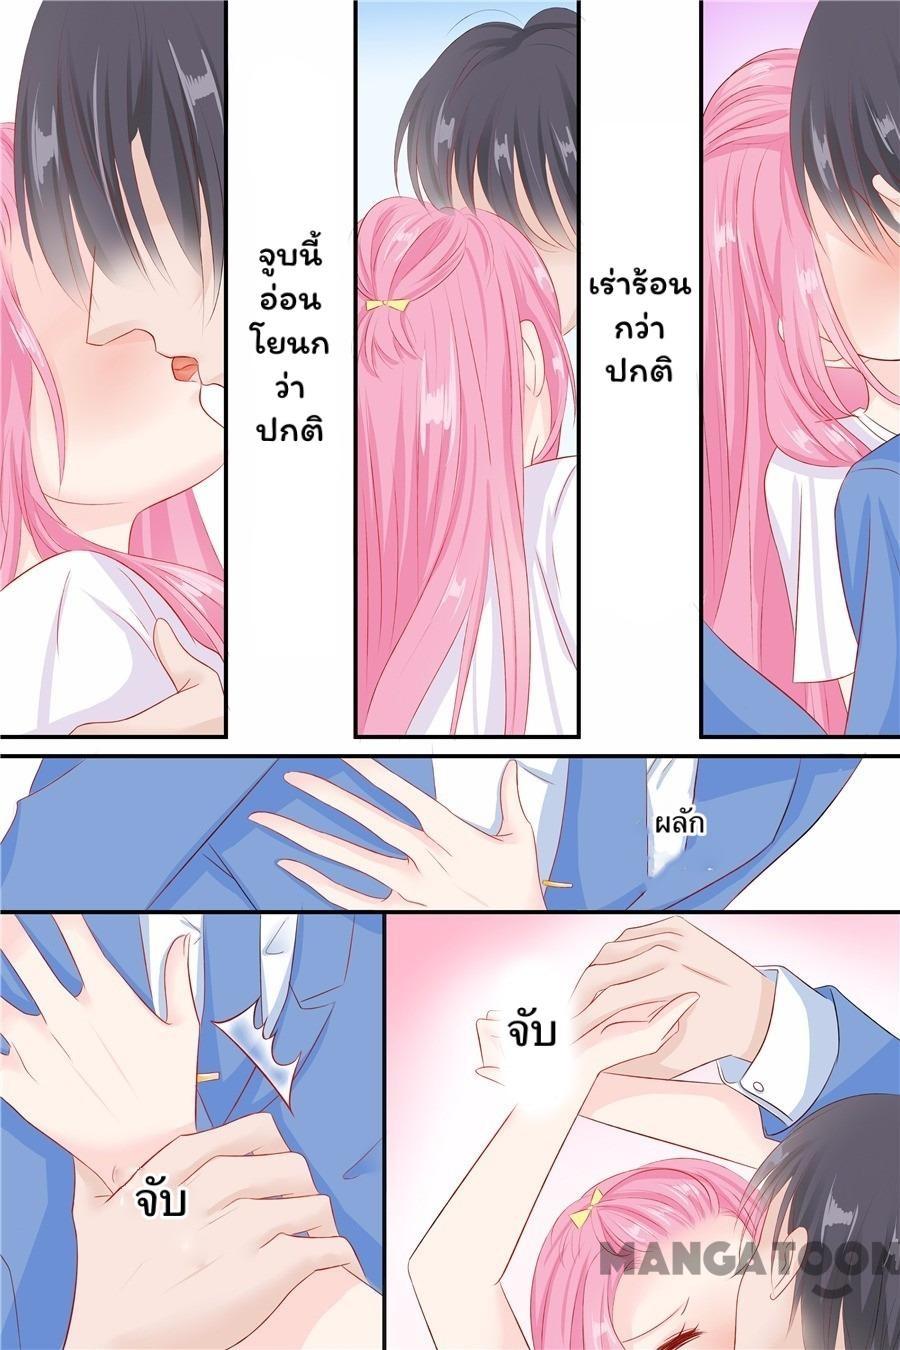 จูบนี้
อ่อน
โยนก
ว่า
ปกติ
เร่าร้อน
กว่า
ปกติ
ผลัก
จับ
จับ
MANGATOON